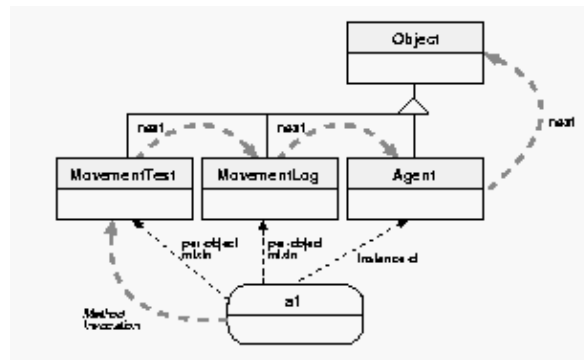 Object
next
next
next
MovementTest
MovementLog
Agent
per-object
mixin
per-object
mixin
instance-of
a1
Method
Invocation